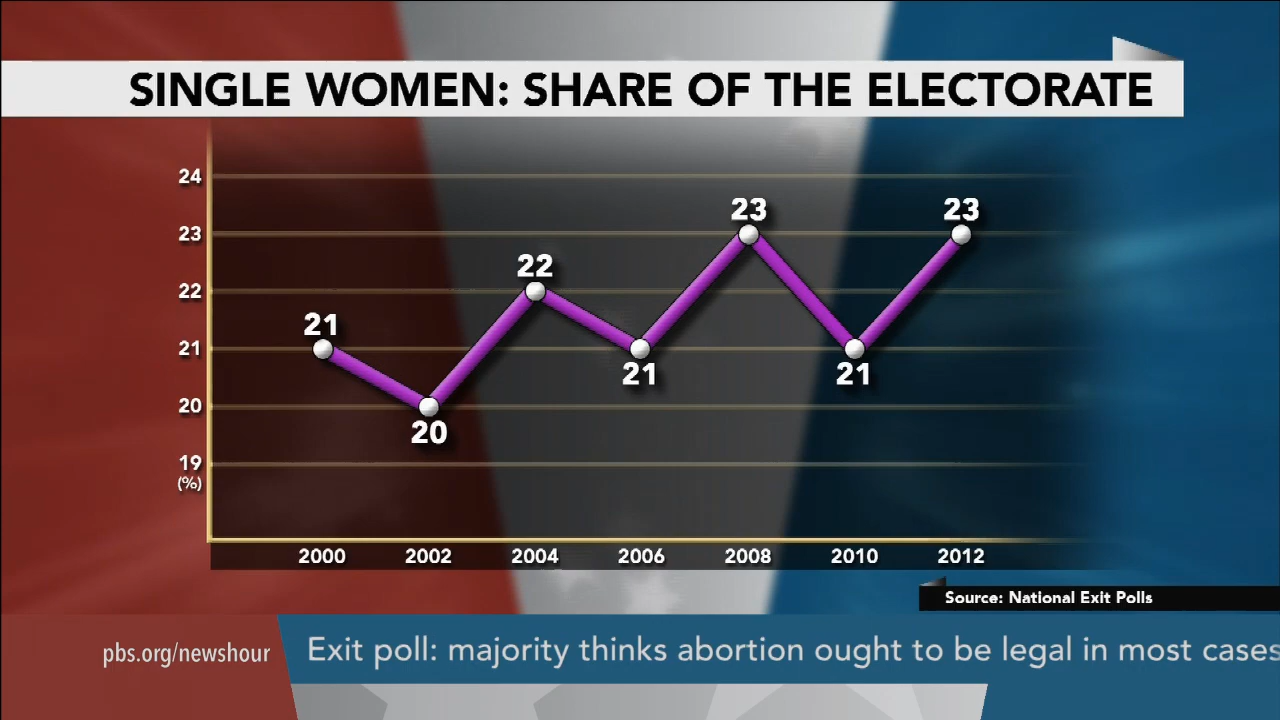 SINGLE WOMEN: SHARE OF THE ELECTORATE
24
23
22
21
20
19
(%)
21
20
22
21
23
21
23
2000 2002 2004 2006 2008 2010 2012
Source: National Exit Polls
pbs.org/newshour
Exit poll: majority thinks abortion ought to be legal in most cases